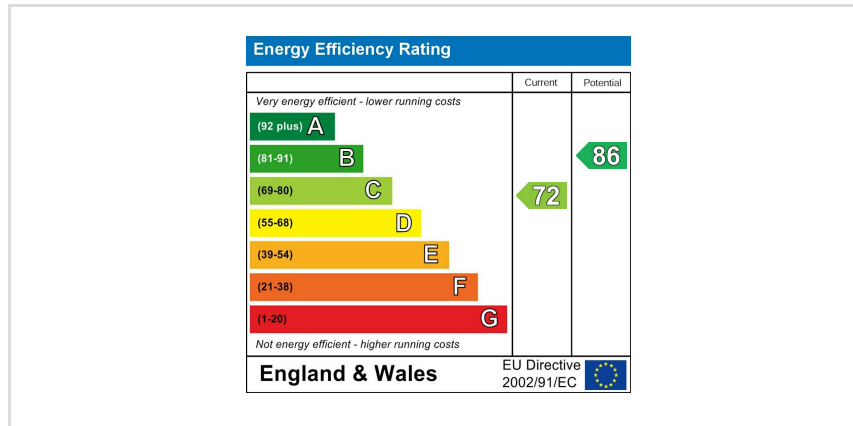 Energy Efficiency Rating
Current Potential
Very energy efficient - lower running costs
(92 plus) A
(81-91) B
86
(69-80) C
72
(55-68) D
(39-54) E
(21-38) F
(1-20) G
Not energy efficient - higher running costs
England & Wales
EU Directive
2002/91/EC